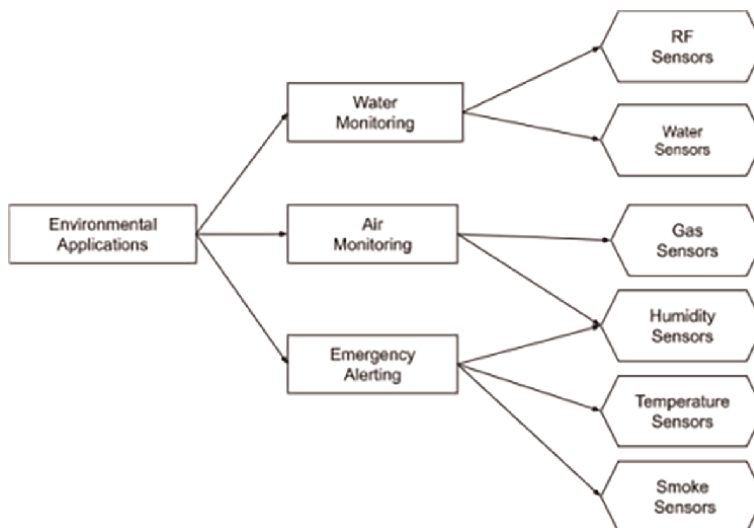 Environmental
Applications
Water
Monitoring
Air
Monitoring
Emergency
Alerting
RF
Sensors
Water
Sensors
Gas
Sensors
Humidity
Sensors
Temperature
Sensors
Smoke
Sensors